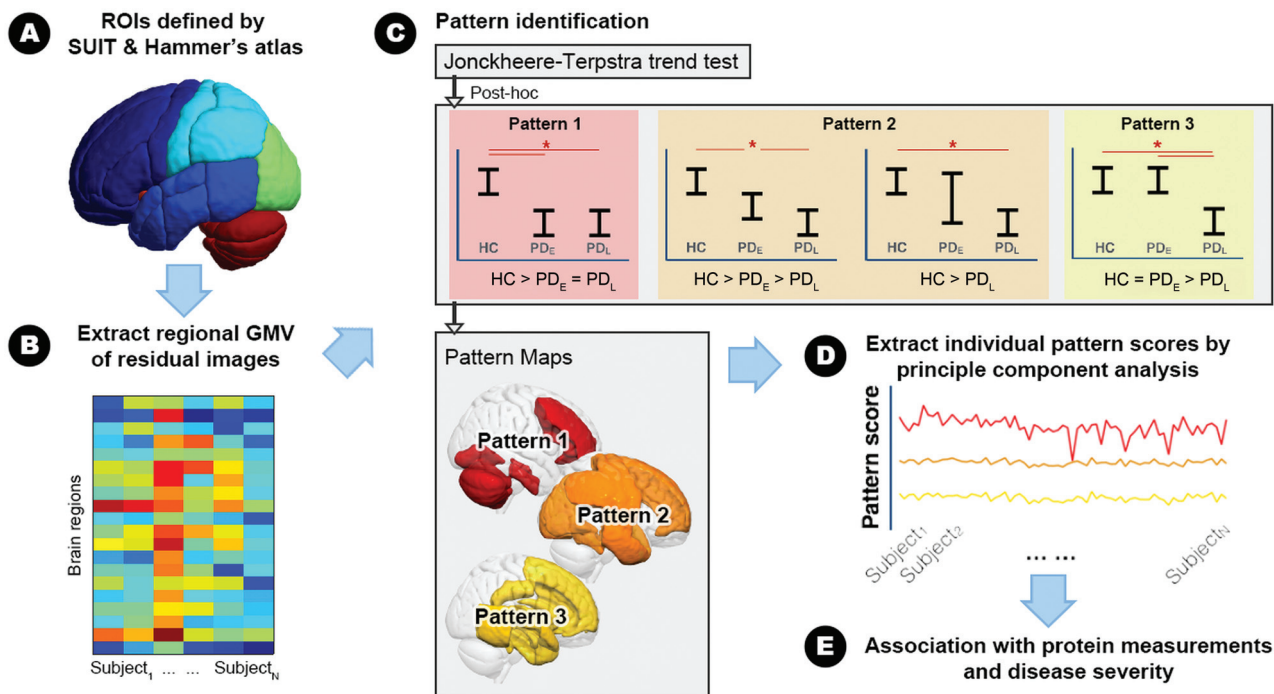 A
ROIs defined by
SUIT & Hammer's atlas
B
Extract regional GMV
of residual images
Brain regions
Subject1 ... ... SubjectN
C
Pattern identification
Jonckheere-Terpstra trend test
Post-hoc
Pattern 1
*
HC PDE PDL
HC > PDE = PDL
Pattern 2
*
HC PDE PDL
HC > PDE > PDL
*
HC PDE PDL
HC > PDL
Pattern 3
*
HC PDE PDL
HC = PDE > PDL
Pattern Maps
Pattern 1
Pattern 2
Pattern 3
D
Extract individual pattern scores by
principle component analysis
Pattern score
Subject1
Subject2
... ...
SubjectN
E
Association with protein measurements
and disease severity